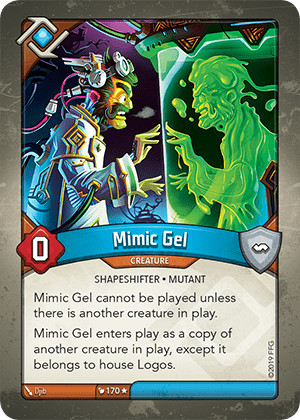 Mimic Gel
CREATURE
0
SHAPESHIFTER • MUTANT
Mimic Gel cannot be played unless
there is another creature in play.
Mimic Gel enters play as a copy of
another creature in play, except it
belongs to house Logos.
©2019 FFG
Djib
170★